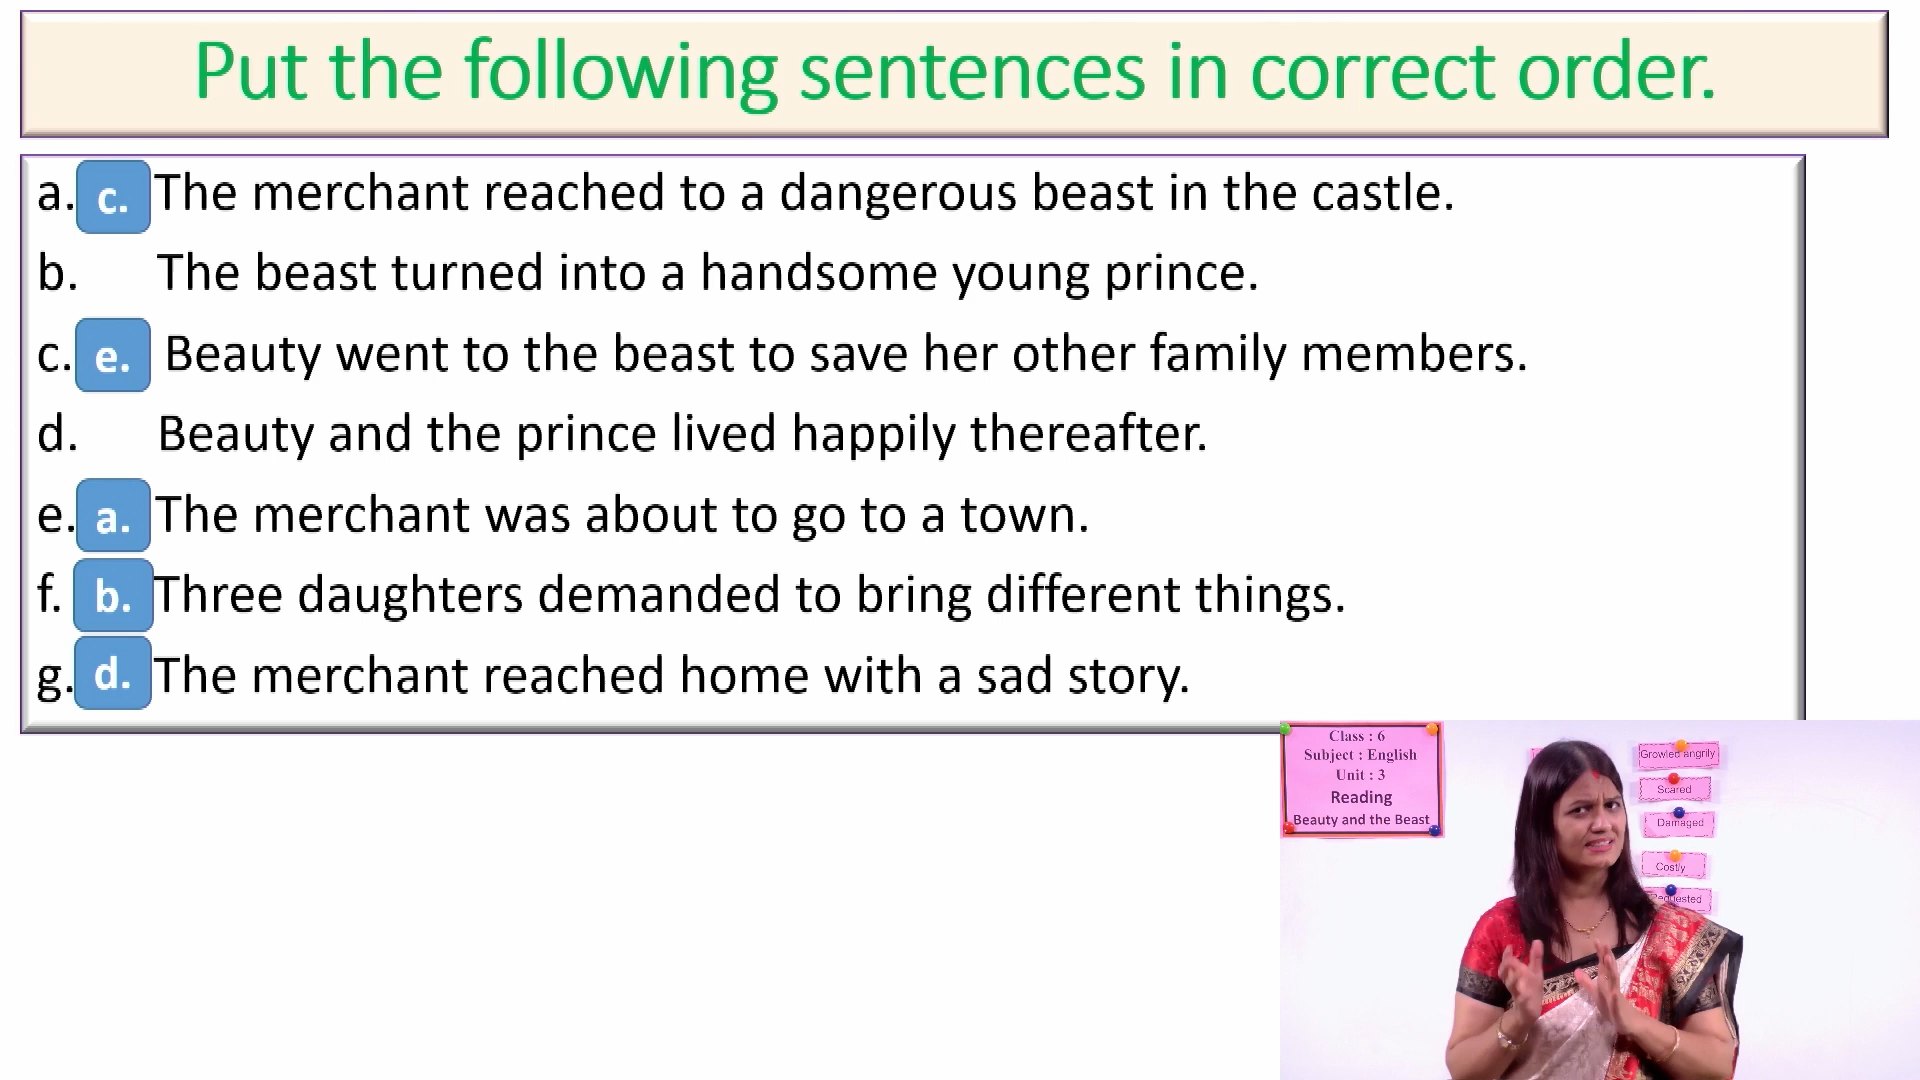 Put the following sentences in correct order.
a. c. The merchant reached to a dangerous beast in the castle.
b. The beast turned into a handsome young prince.
c. e. Beauty went to the beast to save her other family members.
d. Beauty and the prince lived happily thereafter.
e. a. The merchant was about to go to a town.
f. b. Three daughters demanded to bring different things.
g. d. The merchant reached home with a sad story.
Class : 6
Subject : English
Unit : 3
Reading
Beauty and the Beast
Growled angrily
Scared
Damaged
Costly
Requested